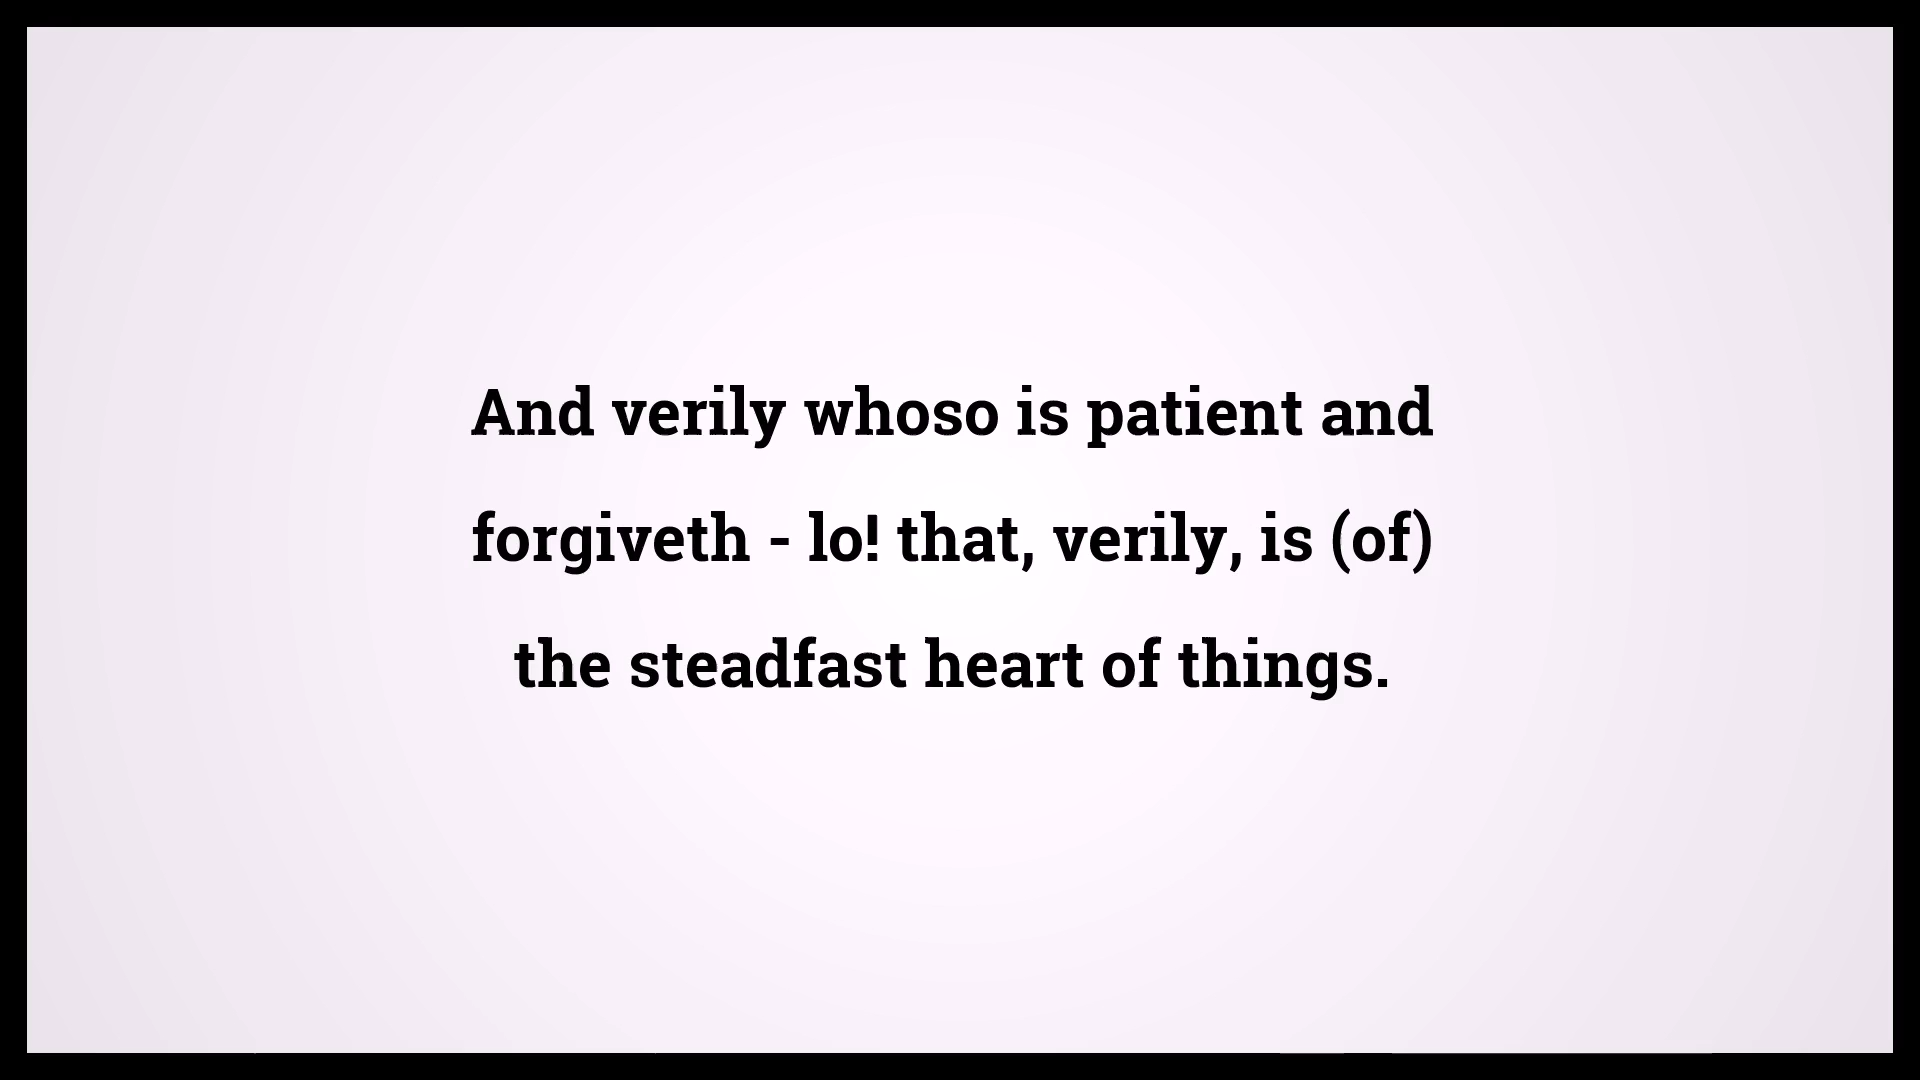 And verily whoso is patient and
forgiveth - lo! that, verily, is (of)
the steadfast heart of things.